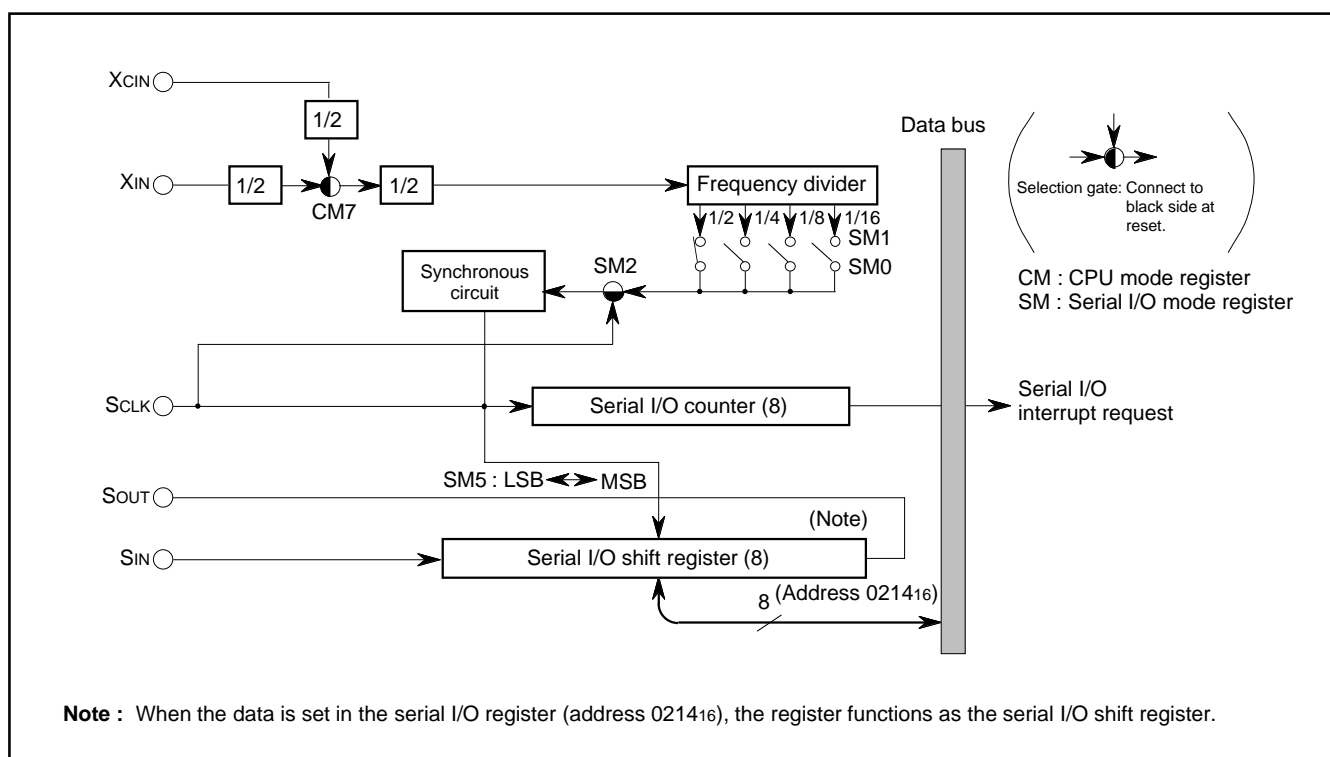 XCIN
1/2
Data bus
XIN
1/2
1/2
CM7
Frequency divider
1/2
1/4
1/8
1/16
SM1
SM0
Selection gate: Connect to
black side at
reset.
Synchronous
circuit
SM2
CM : CPU mode register
SM : Serial I/O mode register
SCLK
Serial I/O counter (8)
Serial I/O
interrupt request
SM5 : LSB
MSB
SOUT
(Note)
SIN
Serial I/O shift register (8)
8
(Address 021416)
Note : When the data is set in the serial I/O register (address 021416), the register functions as the serial I/O shift register.